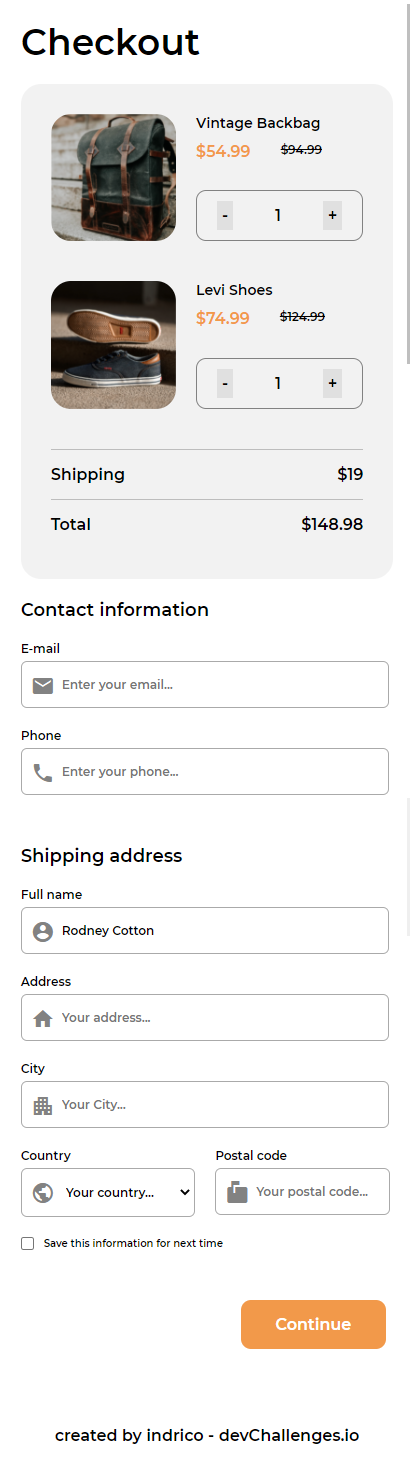 Checkout
Vintage Backbag
$54.99 $94.99
- 1 +
Levi Shoes
$74.99 $124.99
- 1 +
Shipping $19
Total $148.98
Contact information
E-mail
Enter your email...
Phone
Enter your phone...
Shipping address
Full name
Rodney Cotton
Address
Your address...
City
Your City...
Country Postal code
Your country... Your postal code...
Save this information for next time
Continue
created by indrico - devChallenges.io